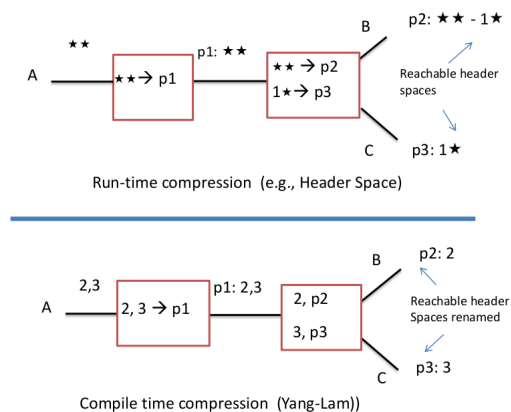 ★★
A
★★→ p1
p1: ★★
★★ → p2
1★→ p3
B
p2: ★★ - 1★
Reachable header
spaces
C
p3: 1★
Run-time compression (e.g., Header Space)
2,3
A
2, 3 → p1
p1: 2,3
2, p2
3, p3
B
p2: 2
Reachable header
Spaces renamed
C
p3: 3
Compile time compression (Yang-Lam))